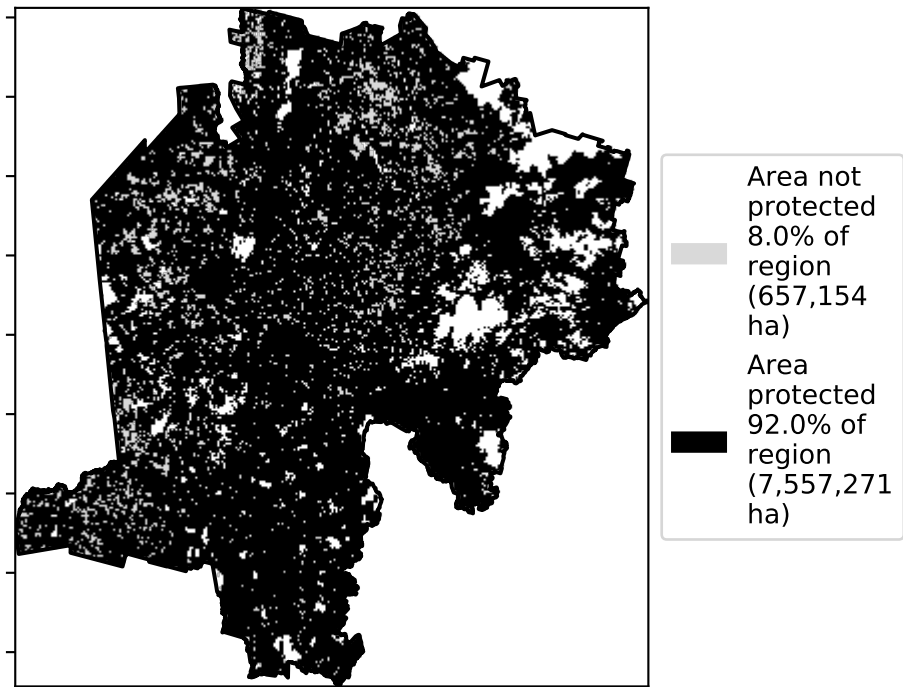 Area not
protected
8.0% of
region
(657,154
ha)
Area
protected
92.0% of
region
(7,557,271
ha)